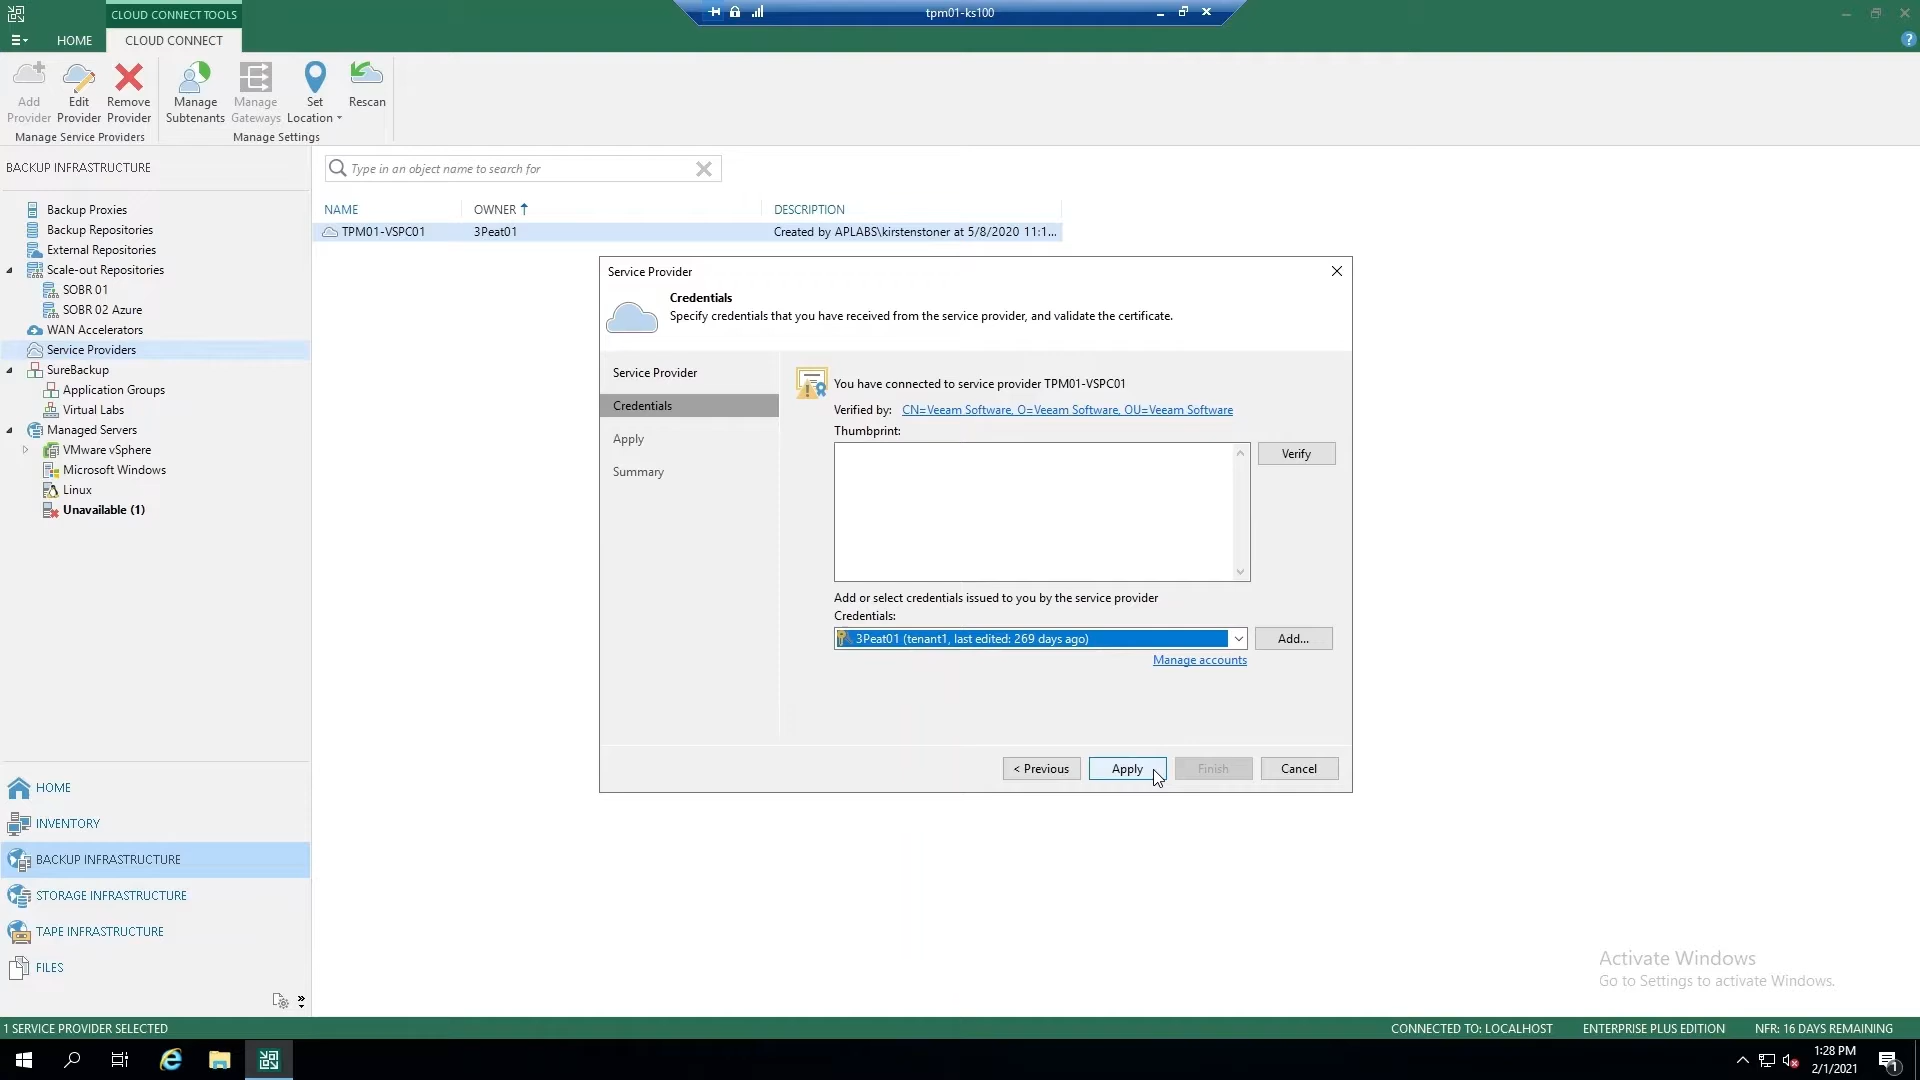 CLOUD CONNECT TOOLS
tpm01-ks100
HOME
CLOUD CONNECT
Add Provider
Edit Provider
Remove Provider
Manage Subtenants
Manage Gateways
Set Location
Rescan
Manage Service Providers
Manage Settings
BACKUP INFRASTRUCTURE
Backup Proxies
Backup Repositories
External Repositories
Scale-out Repositories
SOBR 01
SOBR 02 Azure
WAN Accelerators
Service Providers
SureBackup
Application Groups
Virtual Labs
Managed Servers
VMware vSphere
Microsoft Windows
Linux
Unavailable (1)
HOME
INVENTORY
BACKUP INFRASTRUCTURE
STORAGE INFRASTRUCTURE
TAPE INFRASTRUCTURE
FILES
Type in an object name to search for
NAME OWNER DESCRIPTION
TPM01-VSPC01 3Peat01 Created by APLABS\kirstenstoner at 5/8/2020 11:1...
Service Provider
Credentials
Specify credentials that you have received from the service provider, and validate the certificate.
Service Provider
Credentials
Apply
Summary
You have connected to service provider TPM01-VSPC01
Verified by: CN=Veeam Software, O=Veeam Software, OU=Veeam Software
Thumbprint:
Verify
Add or select credentials issued to you by the service provider
Credentials:
3Peat01 (tenant1, last edited: 269 days ago)
Add...
Manage accounts
< Previous
Apply
Finish
Cancel
Activate Windows
Go to Settings to activate Windows.
1 SERVICE PROVIDER SELECTED
CONNECTED TO: LOCALHOST
ENTERPRISE PLUS EDITION
NFR: 16 DAYS REMAINING
1:28 PM
2/1/2021
1